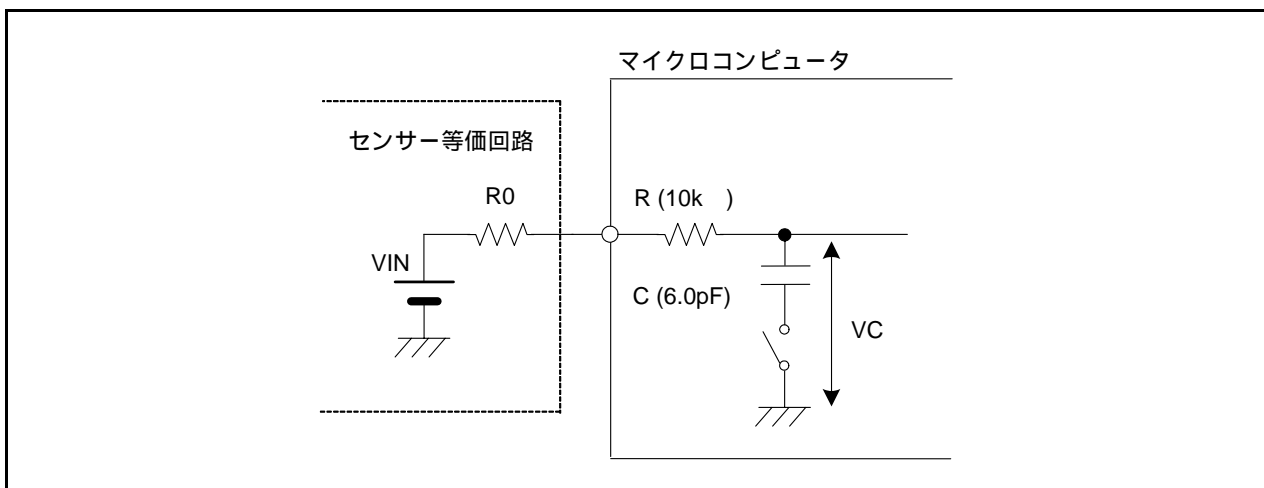 マイクロコンピュータ
センサー等価回路
R0
R (10k )
VIN
C (6.0pF)
VC